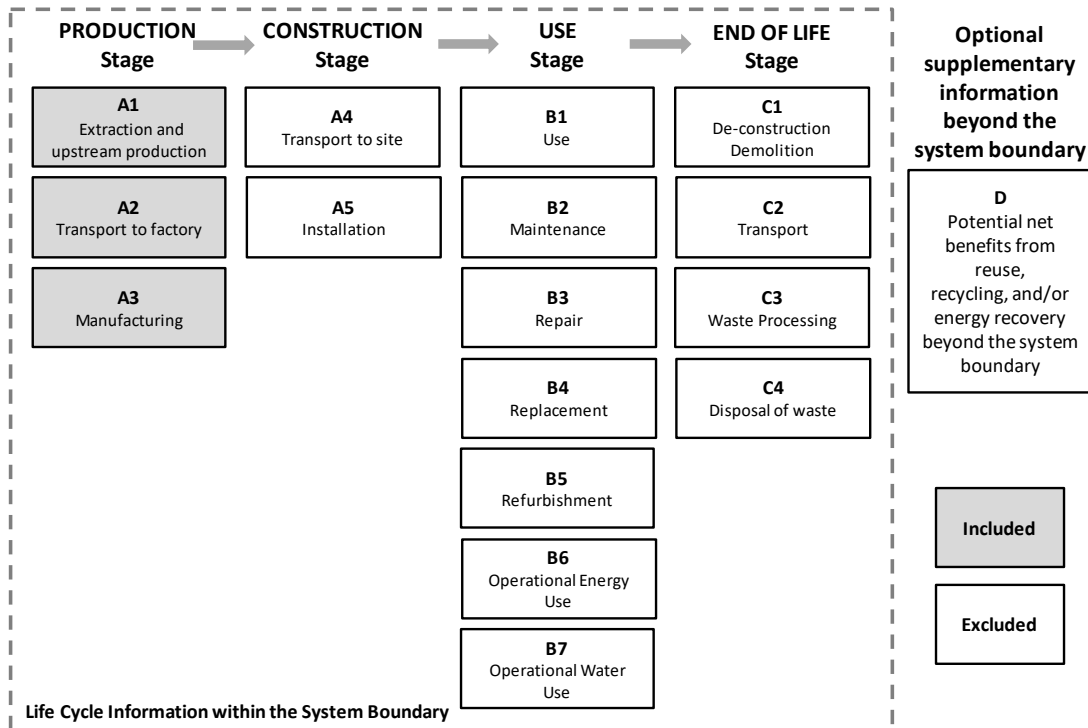 PRODUCTION
Stage
CONSTRUCTION
Stage
USE
Stage
END OF LIFE
Stage
A1
Extraction and
upstream production
A2
Transport to factory
A3
Manufacturing
A4
Transport to site
A5
Installation
B1
Use
B2
Maintenance
B3
Repair
B4
Replacement
B5
Refurbishment
B6
Operational Energy
Use
B7
Operational Water
Use
C1
De-construction
Demolition
C2
Transport
C3
Waste Processing
C4
Disposal of waste
Life Cycle Information within the System Boundary
Optional
supplementary
information
beyond the
system boundary
D
Potential net
benefits from
reuse,
recycling, and/or
energy recovery
beyond the system
boundary
Included
Excluded